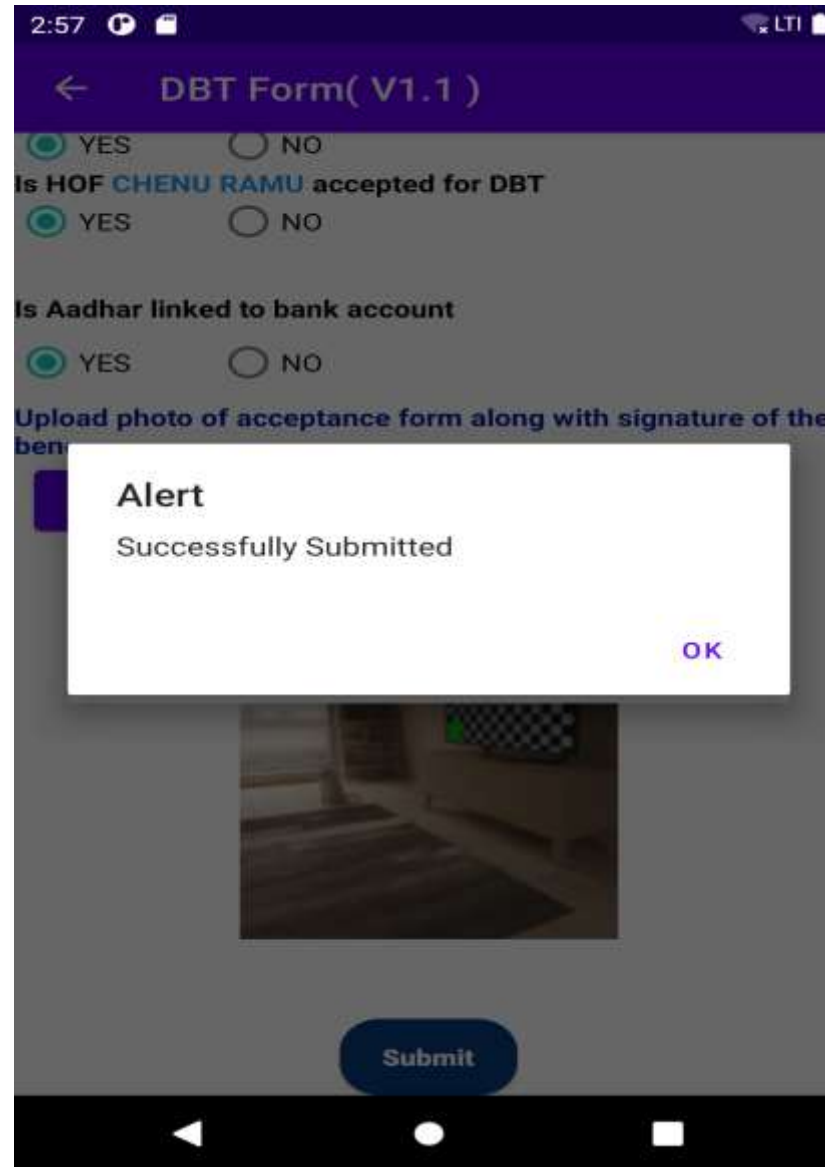 2:57 LTI
DBT Form( V1.1 )
YES NO
Is HOF CHENU RAMU accepted for DBT
YES NO
Is Aadhar linked to bank account
YES NO
Upload photo of acceptance form along with signature of the
Alert
Successfully Submitted
OK
Submit